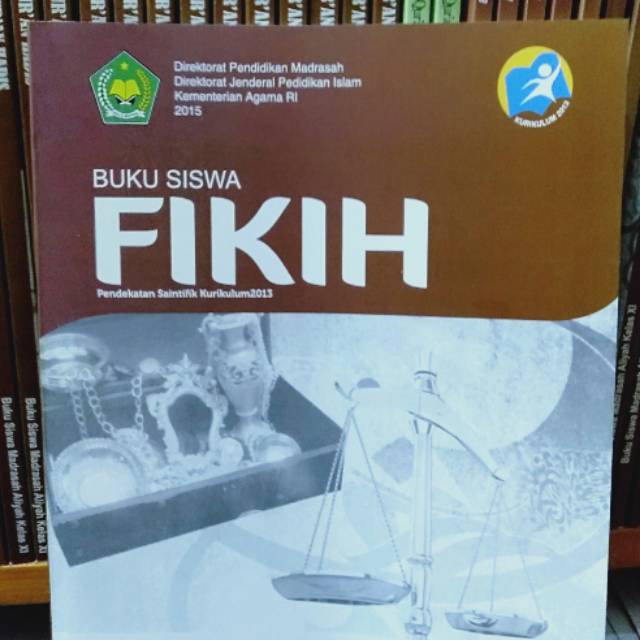 Direktorat Pendidikan Madrasah
Direktorat Jenderal Pedidikan Islam
Kementerian Agama RI
2015
KURIKULUM 2013
BUKU SISWA
FIKIH
Pendekatan Saintifik Kurikulum2013
Buku Siswa Madrasah Aliyah Kelas XI